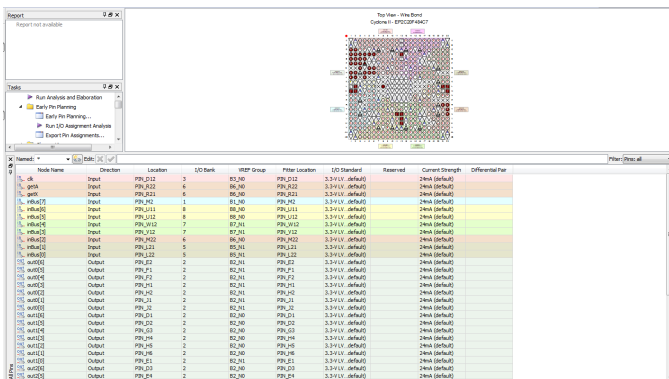 Report
Report not available
Top View - Wire Bond
Cyclone II - EP2C20F484C7
Tasks
Run Analysis and Elaboration
Early Pin Planning
Early Pin Planning...
Run I/O Assignment Analysis
Export Pin Assignments...
Named: * Edit: Filter: Pins: all
Node Name Direction Location I/O Bank VREF Group Fitter Location I/O Standard Reserved Current Strength Differential Pair
clk Input PIN_D12 3 B3_N0 PIN_D12 3.3-V LV...default) 24mA (default)
getA Input PIN_R22 6 B6_N0 PIN_R22 3.3-V LV...default) 24mA (default)
getX Input PIN_R21 6 B6_N0 PIN_R21 3.3-V LV...default) 24mA (default)
inBus[7] Input PIN_M2 1 B1_N0 PIN_M2 3.3-V LV...default) 24mA (default)
inBus[6] Input PIN_U11 8 B8_N0 PIN_U11 3.3-V LV...default) 24mA (default)
inBus[5] Input PIN_U12 8 B8_N0 PIN_U12 3.3-V LV...default) 24mA (default)
inBus[4] Input PIN_W12 7 B7_N1 PIN_W12 3.3-V LV...default) 24mA (default)
inBus[3] Input PIN_V12 7 B7_N1 PIN_V12 3.3-V LV...default) 24mA (default)
inBus[2] Input PIN_M22 6 B6_N0 PIN_M22 3.3-V LV...default) 24mA (default)
inBus[1] Input PIN_L21 5 B5_N1 PIN_L21 3.3-V LV...default) 24mA (default)
inBus[0] Input PIN_L22 5 B5_N1 PIN_L22 3.3-V LV...default) 24mA (default)
out0[6] Output PIN_E2 2 B2_N1 PIN_E2 3.3-V LV...default) 24mA (default)
out0[5] Output PIN_F1 2 B2_N1 PIN_F1 3.3-V LV...default) 24mA (default)
out0[4] Output PIN_F2 2 B2_N1 PIN_F2 3.3-V LV...default) 24mA (default)
out0[3] Output PIN_H1 2 B2_N1 PIN_H1 3.3-V LV...default) 24mA (default)
out0[2] Output PIN_H2 2 B2_N1 PIN_H2 3.3-V LV...default) 24mA (default)
out0[1] Output PIN_J1 2 B2_N1 PIN_J1 3.3-V LV...default) 24mA (default)
out0[0] Output PIN_J2 2 B2_N1 PIN_J2 3.3-V LV...default) 24mA (default)
out1[6] Output PIN_D1 2 B2_N0 PIN_D1 3.3-V LV...default) 24mA (default)
out1[5] Output PIN_D2 2 B2_N0 PIN_D2 3.3-V LV...default) 24mA (default)
out1[4] Output PIN_G3 2 B2_N0 PIN_G3 3.3-V LV...default) 24mA (default)
out1[3] Output PIN_H4 2 B2_N0 PIN_H4 3.3-V LV...default) 24mA (default)
out1[2] Output PIN_H5 2 B2_N0 PIN_H5 3.3-V LV...default) 24mA (default)
out1[1] Output PIN_H6 2 B2_N0 PIN_H6 3.3-V LV...default) 24mA (default)
out1[0] Output PIN_E1 2 B2_N1 PIN_E1 3.3-V LV...default) 24mA (default)
out2[6] Output PIN_D3 2 B2_N0 PIN_D3 3.3-V LV...default) 24mA (default)
out2[5] Output PIN_E4 2 B2_N0 PIN_E4 3.3-V LV...default) 24mA (default)
All Pins